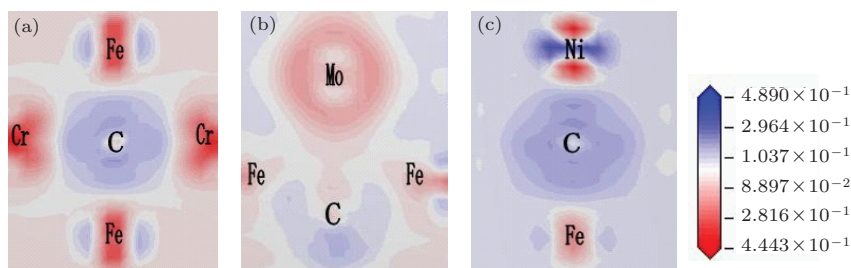 (a)
Fe
Cr
C
Cr
Fe
(b)
Mo
Fe
Fe
C
(c)
Ni
C
Fe
4.890×10⁻¹
2.964×10⁻¹
1.037×10⁻¹
8.897×10⁻²
2.816×10⁻¹
4.443×10⁻¹